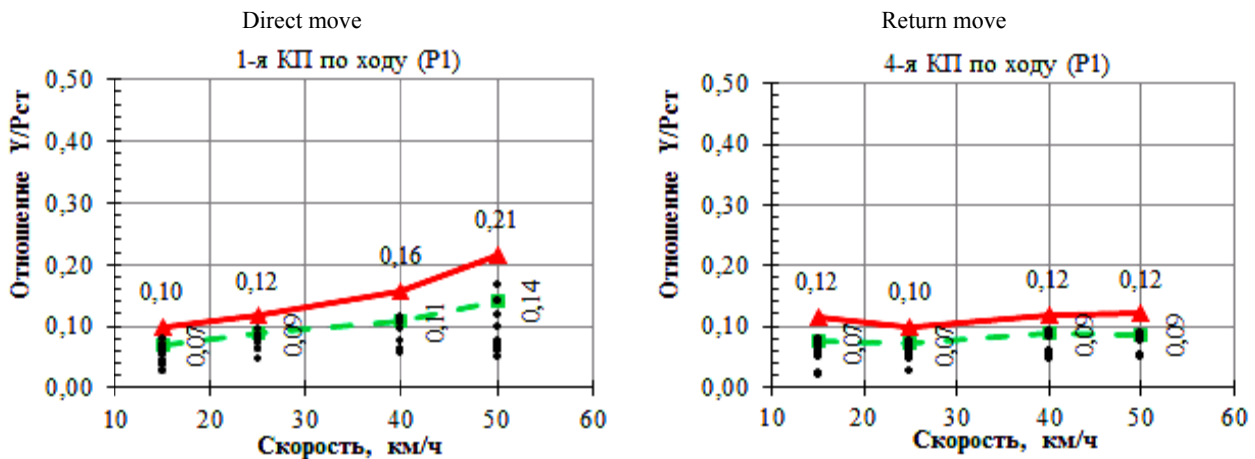 Direct move
1-я КП по ходу (Р1)
Отношение Y/Рст
0,50
0,40
0,30
0,20
0,10
0,00
0,10
0,12
0,16
0,21
0,07
0,09
0,11
0,14
10 20 30 40 50 60
Скорость, км/ч
Return move
4-я КП по ходу (Р1)
Отношение Y/Рст
0,50
0,40
0,30
0,20
0,10
0,00
0,12
0,10
0,12
0,12
0,07
0,07
0,09
0,09
10 20 30 40 50 60
Скорость, км/ч